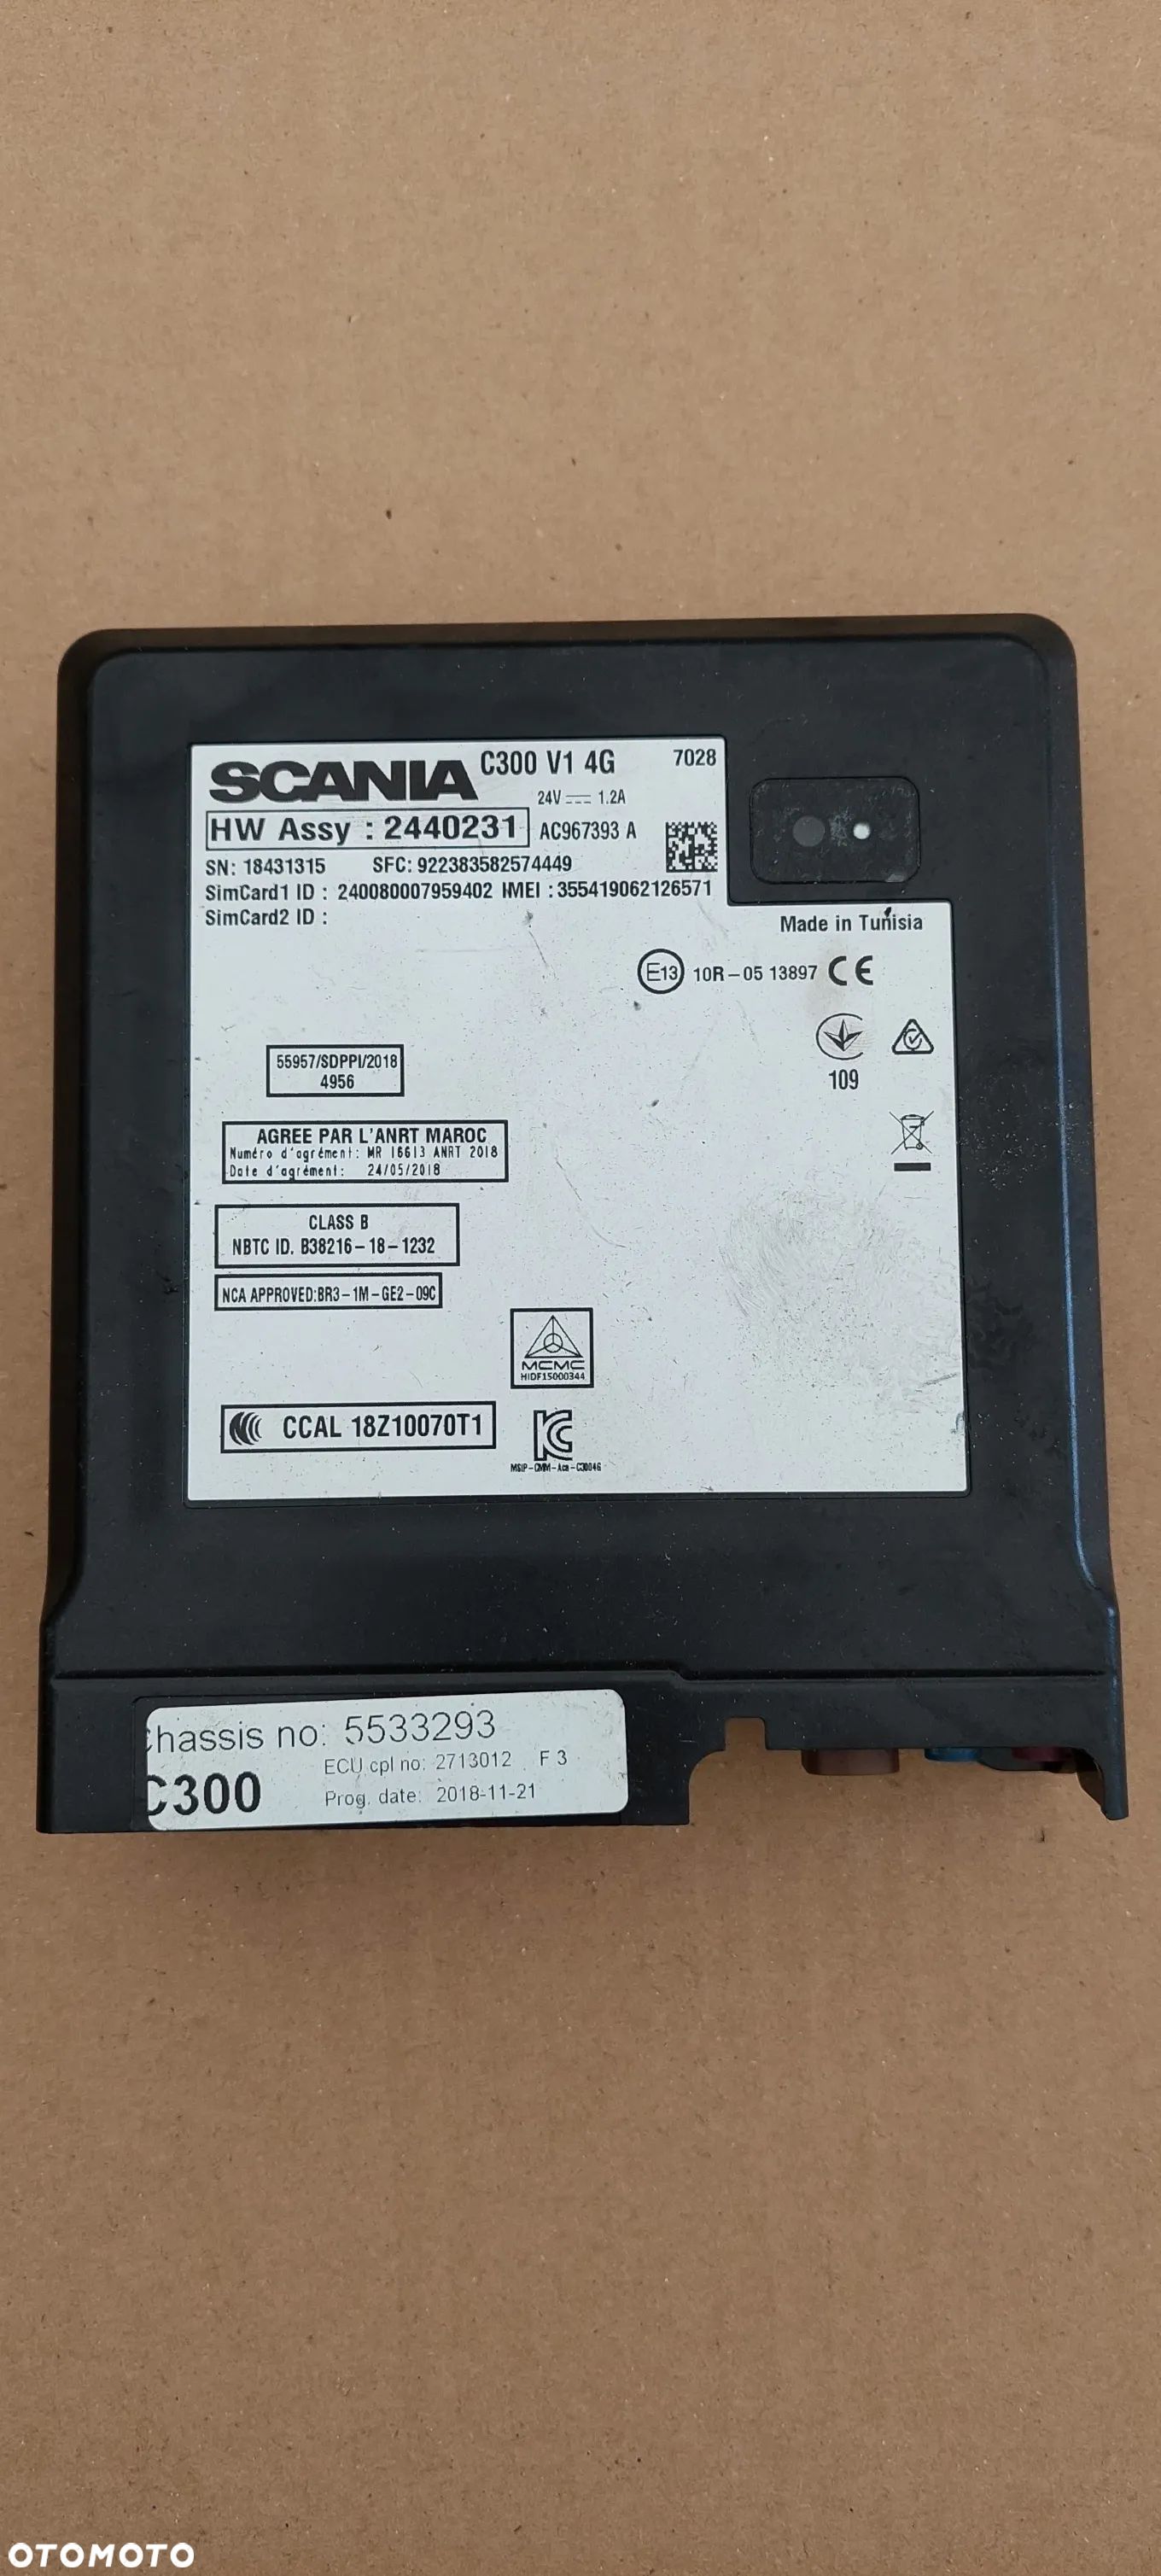 SCANIA C300 V1 4G 7028
24V 1.2A
HW Assy : 2440231 AC967393 A
SN: 18431315 SFC: 922383582574449
SimCard1 ID : 240080007959402 IMEI : 355419062126571
SimCard2 ID :
Made in Tunisia
E13 10R-05 13897 CE
109
55957/SDPPI/2018
4956
AGREE PAR L'ANRT MAROC
Numéro d'agrément: MR 16613 ANRT 2018
Date d'agrément: 24/05/2018
CLASS B
NBTC ID. B38216-18-1232
NCA APPROVED:BR3-1M-GE2-09C
MCMC
HIDF15000344
CCAL 18Z10070T1
MSIP-CMM-Aca-C3004G
Chassis no: 5533293
ECU cpl no: 2713012 F 3
C300
Prog. date: 2018-11-21
OTOMOTO